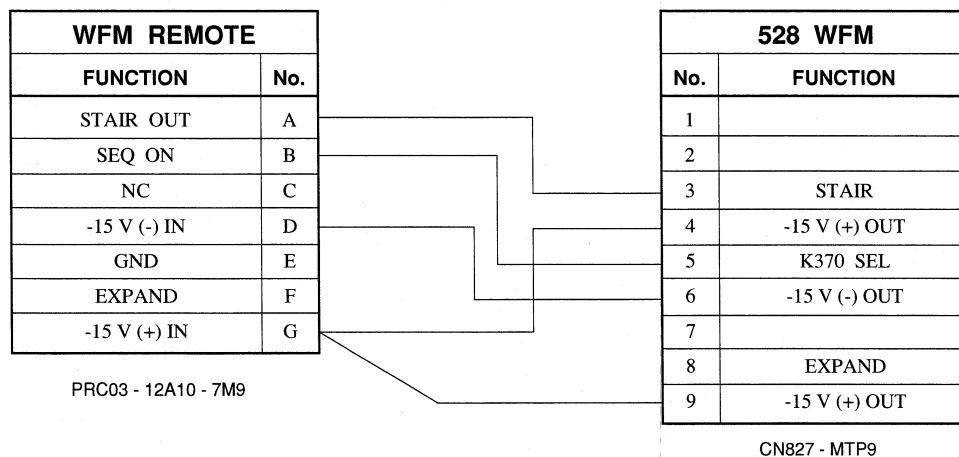 WFM REMOTE
FUNCTION No.
STAIR OUT A
SEQ ON B
NC C
-15 V (-) IN D
GND E
EXPAND F
-15 V (+) IN G
PRC03 - 12A10 - 7M9
528 WFM
No. FUNCTION
1
2
3 STAIR
4 -15 V (+) OUT
5 K370 SEL
6 -15 V (-) OUT
7
8 EXPAND
9 -15 V (+) OUT
CN827 - MTP9